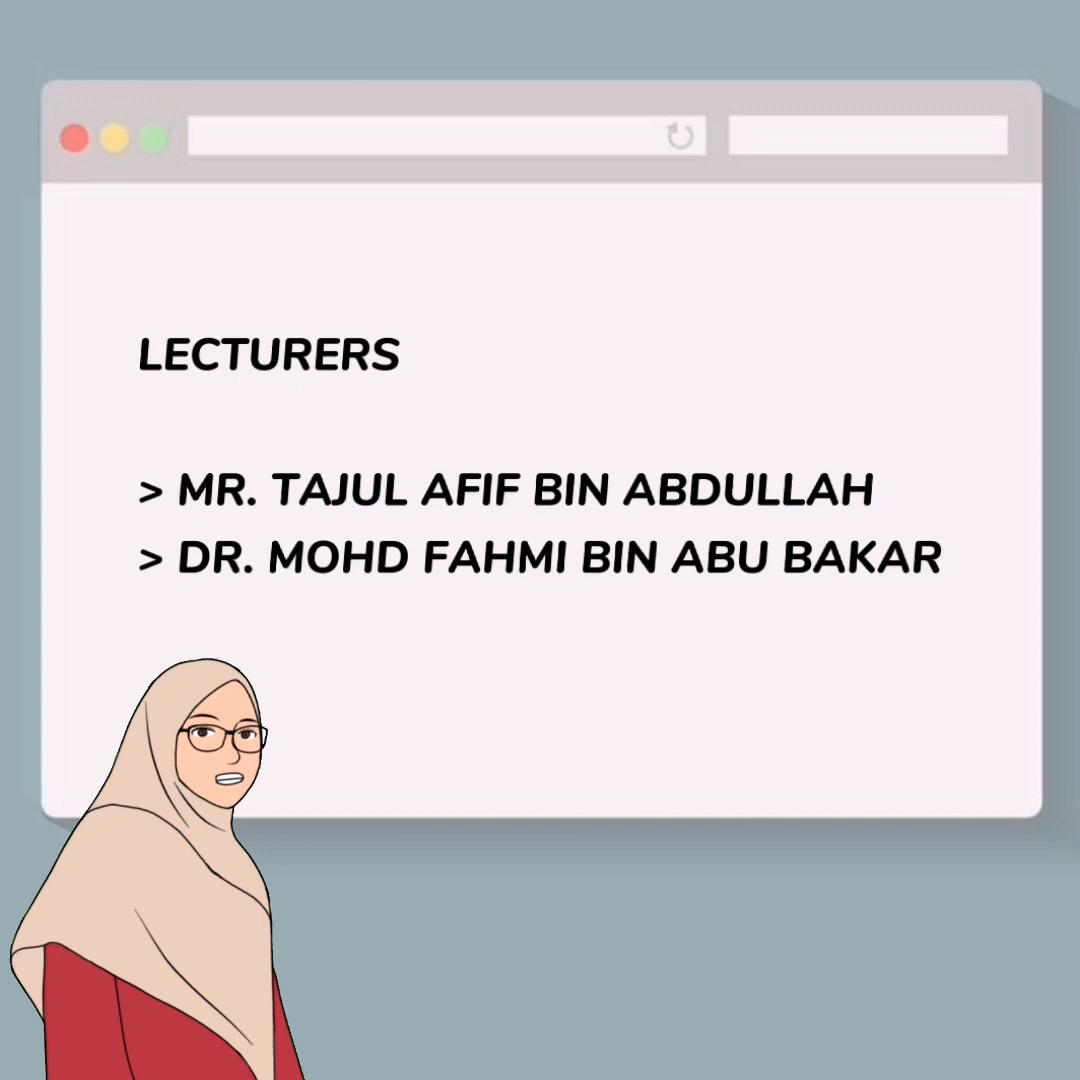 LECTURERS
> MR. TAJUL AFIF BIN ABDULLAH
> DR. MOHD FAHMI BIN ABU BAKAR